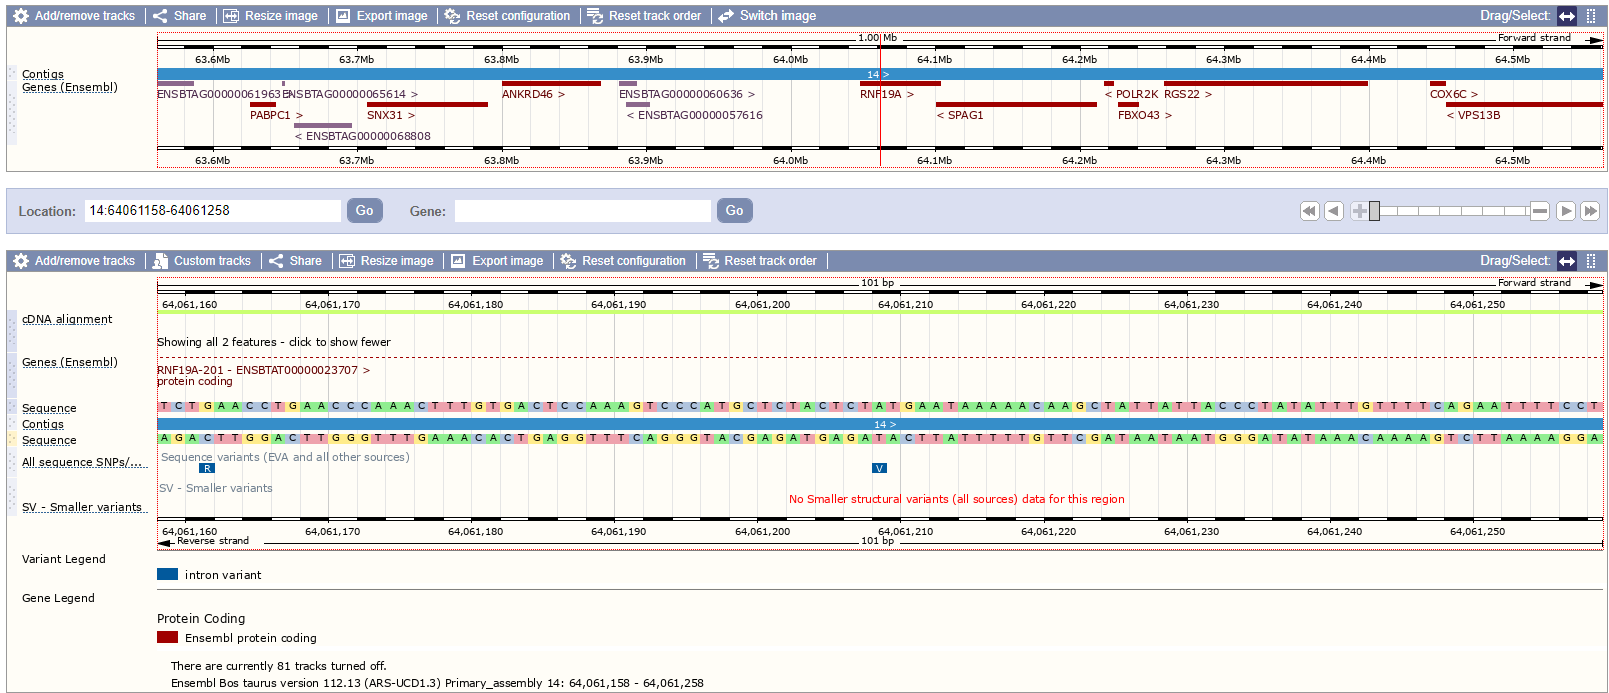 Add/remove tracks Share Resize image Export image Reset configuration Reset track order Switch image Drag/Select:
1.00 Mb Forward strand
63.6Mb 63.7Mb 63.8Mb 63.9Mb 64.0Mb 64.1Mb 64.2Mb 64.3Mb 64.4Mb 64.5Mb
Contigs 14 >
Genes (Ensembl)
ENSBTAG00000061963 ENSBTAG00000065614 > ANKRD46 > ENSBTAG00000060636 > RNF19A > < POLR2K RGS22 > COX6C >
PABPC1 > SNX31 > < ENSBTAG00000057616 < SPAG1 FBXO43 > < VPS13B
< ENSBTAG00000068808
63.6Mb 63.7Mb 63.8Mb 63.9Mb 64.0Mb 64.1Mb 64.2Mb 64.3Mb 64.4Mb 64.5Mb
Location: 14:64061158-64061258 Go Gene: Go
Add/remove tracks Custom tracks Share Resize image Export image Reset configuration Reset track order Drag/Select:
101 bp Forward strand
64,061,160 64,061,170 64,061,180 64,061,190 64,061,200 64,061,210 64,061,220 64,061,230 64,061,240 64,061,250
cDNA alignment
Showing all 2 features - click to show fewer
Genes (Ensembl)
RNF19A-201 - ENSBTAT00000023707 >
protein coding
Sequence T C T G A A C C T G A A C C C A A A C T T T G T G A C T C C A A A G T C C C A T G C T C T A C T C T A T G A A T A A A A A C A A G C T A T T A T T A C C C T A T A T T T G T T T T C A G A A T T T T C C T
Contigs 14 >
Sequence A G A C T T G G A C T T G G G T T T G A A A C A C T G A G G T T T C A G G G T A C G A G A T G A G A T A C T T A T T T T T G T T C G A T A A T A A T G G G A T A T A A A C A A A A G T C T T A A A A G G A
Sequence variants (EVA and all other sources)
All sequence SNPs/... R V
SV - Smaller variants
No Smaller structural variants (all sources) data for this region
SV - Smaller variants
64,061,160 64,061,170 64,061,180 64,061,190 64,061,200 64,061,210 64,061,220 64,061,230 64,061,240 64,061,250
Reverse strand 101 bp
Variant Legend
intron variant
Gene Legend
Protein Coding
Ensembl protein coding
There are currently 81 tracks turned off.
Ensembl Bos taurus version 112.13 (ARS-UCD1.3) Primary_assembly 14: 64,061,158 - 64,061,258